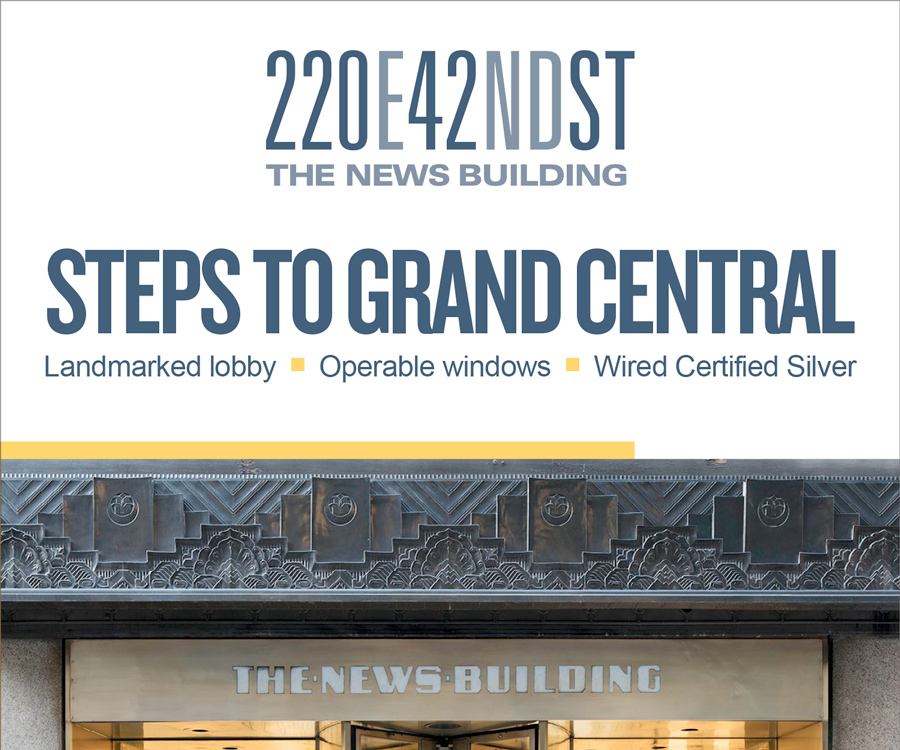 220E42NDST
THE NEWS BUILDING
STEPS TO GRAND CENTRAL
Landmarked lobby ▪ Operable windows ▪ Wired Certified Silver
THE·NEWS·BUILDING